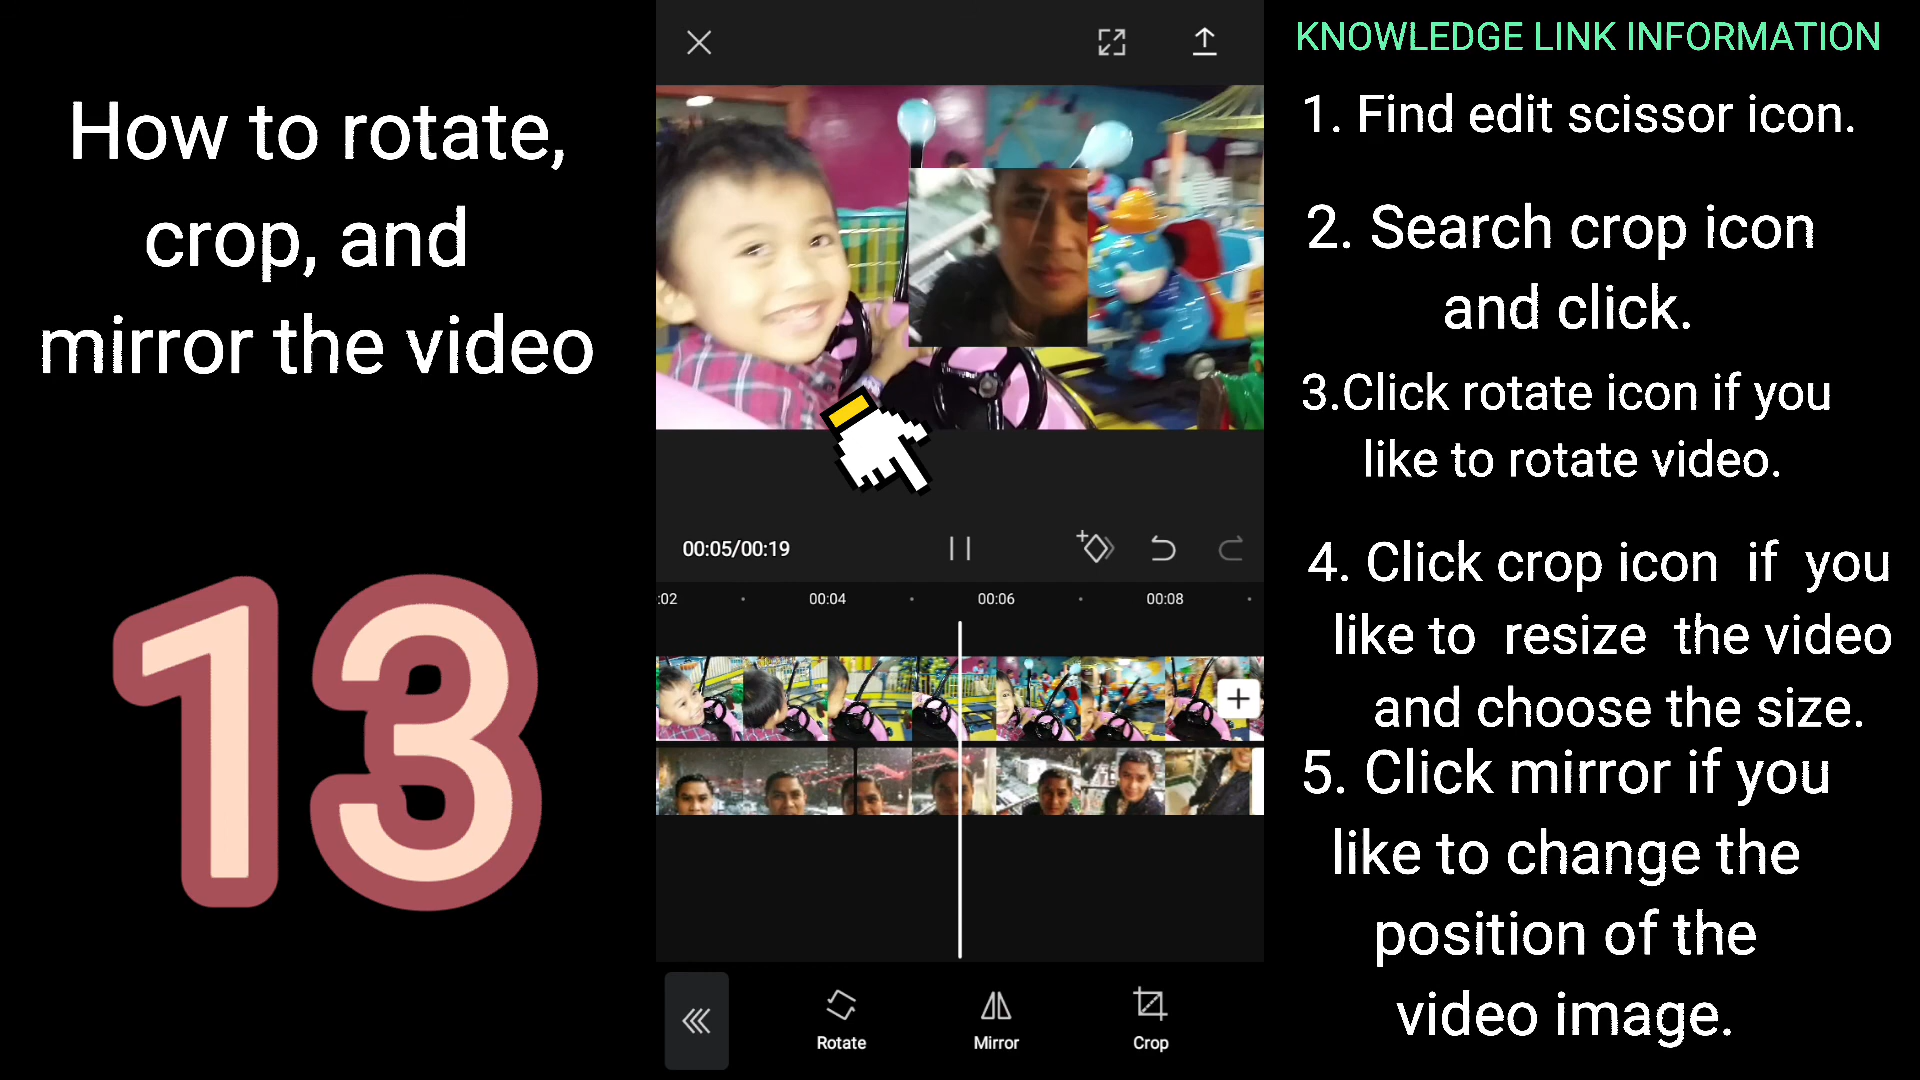 How to rotate,
crop, and
mirror the video
13
00:05/00:19
:02
00:04
00:06
00:08
Rotate
Mirror
Crop
KNOWLEDGE LINK INFORMATION
1. Find edit scissor icon.
2. Search crop icon
and click.
3.Click rotate icon if you
like to rotate video.
4. Click crop icon if you
like to resize the video
and choose the size.
5. Click mirror if you
like to change the
position of the
video image.